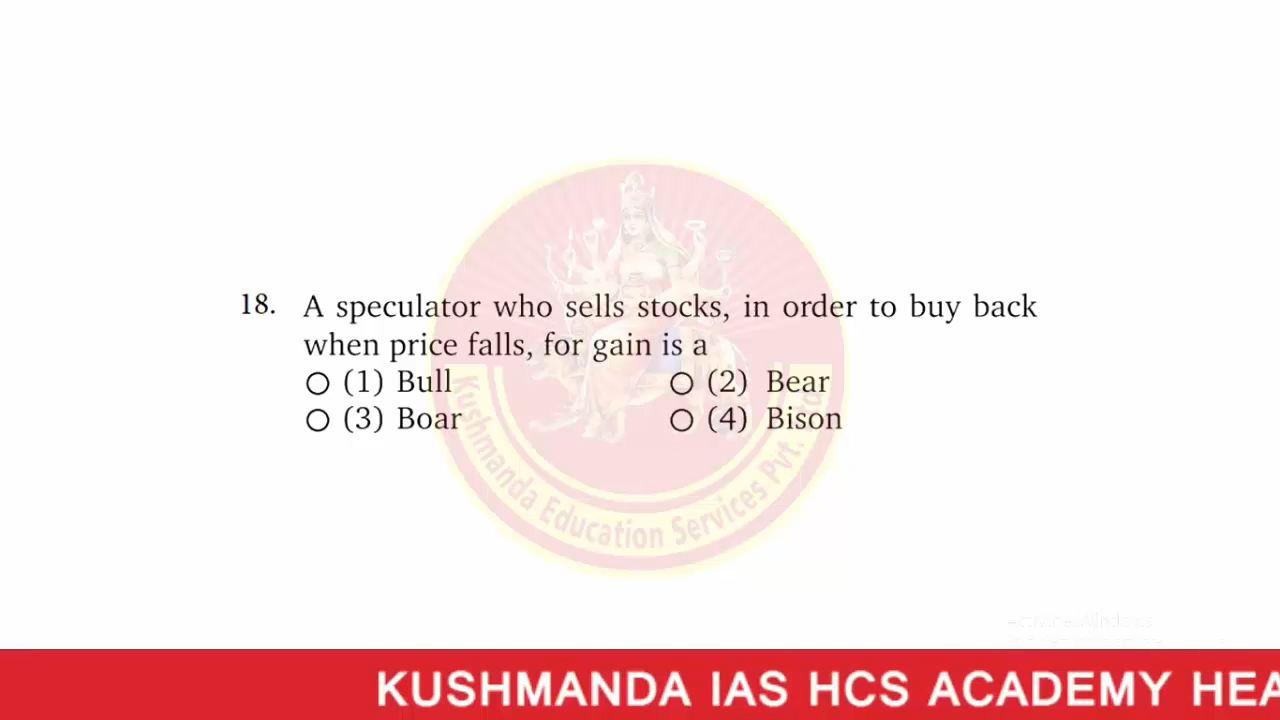 18. A speculator who sells stocks, in order to buy back
when price falls, for gain is a
(1) Bull (2) Bear
(3) Boar (4) Bison
Kushmanda Education Services Pvt. Ltd
KUSHMANDA IAS HCS ACADEMY HEA